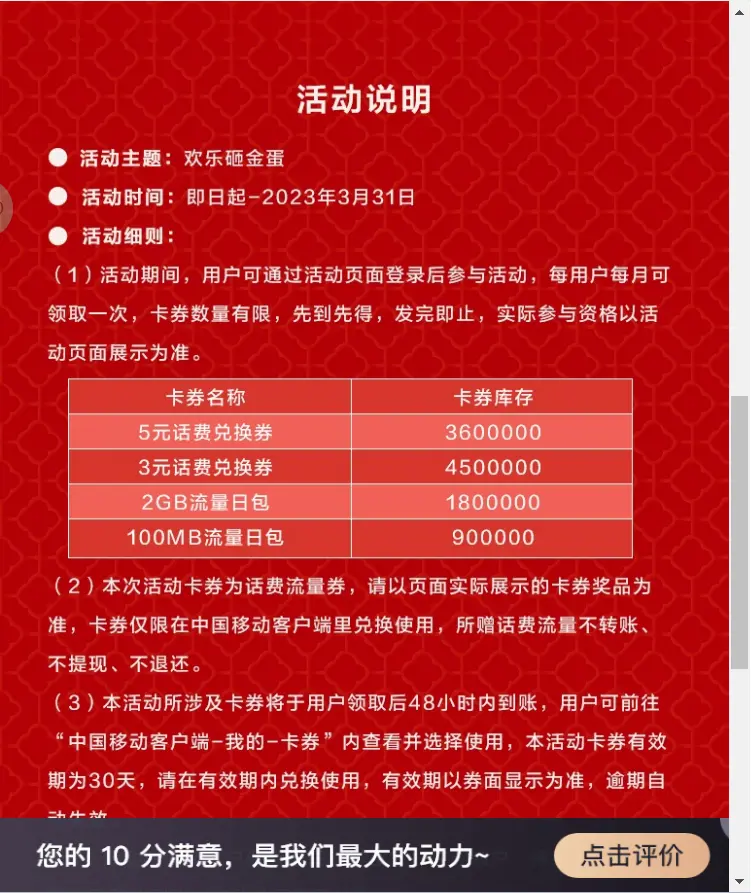 活动说明
活动主题：欢乐砸金蛋
活动时间：即日起-2023年3月31日
活动细则：
（1）活动期间，用户可通过活动页面登录后参与活动，每用户每月可
领取一次，卡券数量有限，先到先得，发完即止，实际参与资格以活
动页面展示为准。
卡券名称 卡券库存
5元话费兑换券 3600000
3元话费兑换券 4500000
2GB流量日包 1800000
100MB流量日包 900000
（2）本次活动卡券为话费流量券，请以页面实际展示的卡券奖品为
准，卡券仅限在中国移动客户端里兑换使用，所赠话费流量不转账、
不提现、不退还。
（3）本活动所涉及卡券将于用户领取后48小时内到账，用户可前往
“中国移动客户端-我的-卡券”内查看并选择使用，本活动卡券有效
期为30天，请在有效期内兑换使用，有效期以券面显示为准，逾期自
动失效
您的 10 分满意，是我们最大的动力~ 点击评价